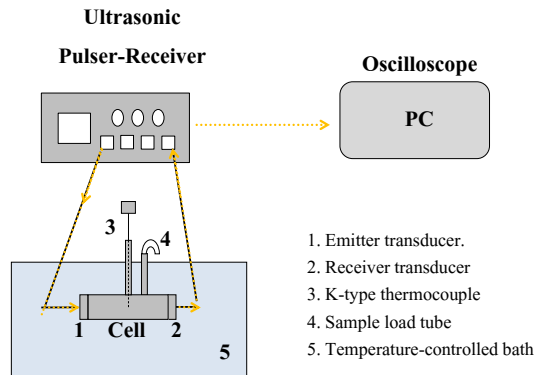 Ultrasonic
Pulser-Receiver
Oscilloscope
PC
3
4
1
Cell
2
5
1. Emitter transducer.
2. Receiver transducer
3. K-type thermocouple
4. Sample load tube
5. Temperature-controlled bath